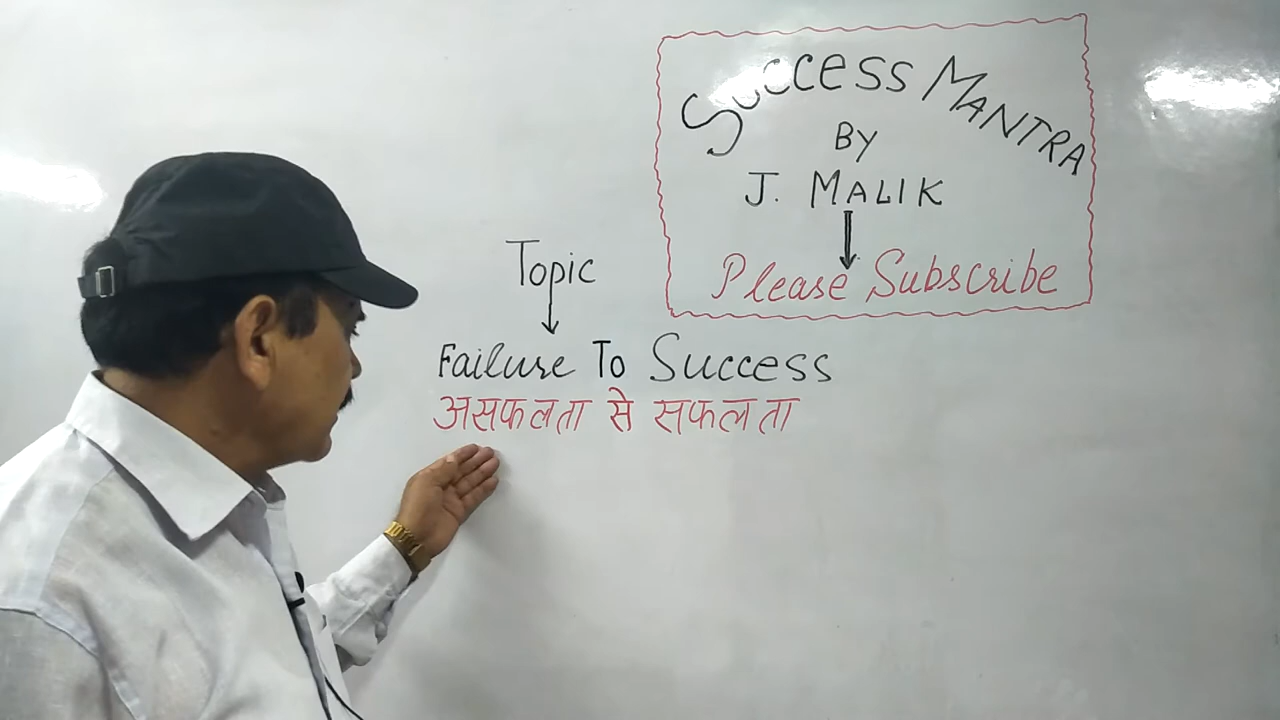 Success Mantra
By
J. Malik
Please Subscribe
Topic
Failure To Success
असफलता से सफलता